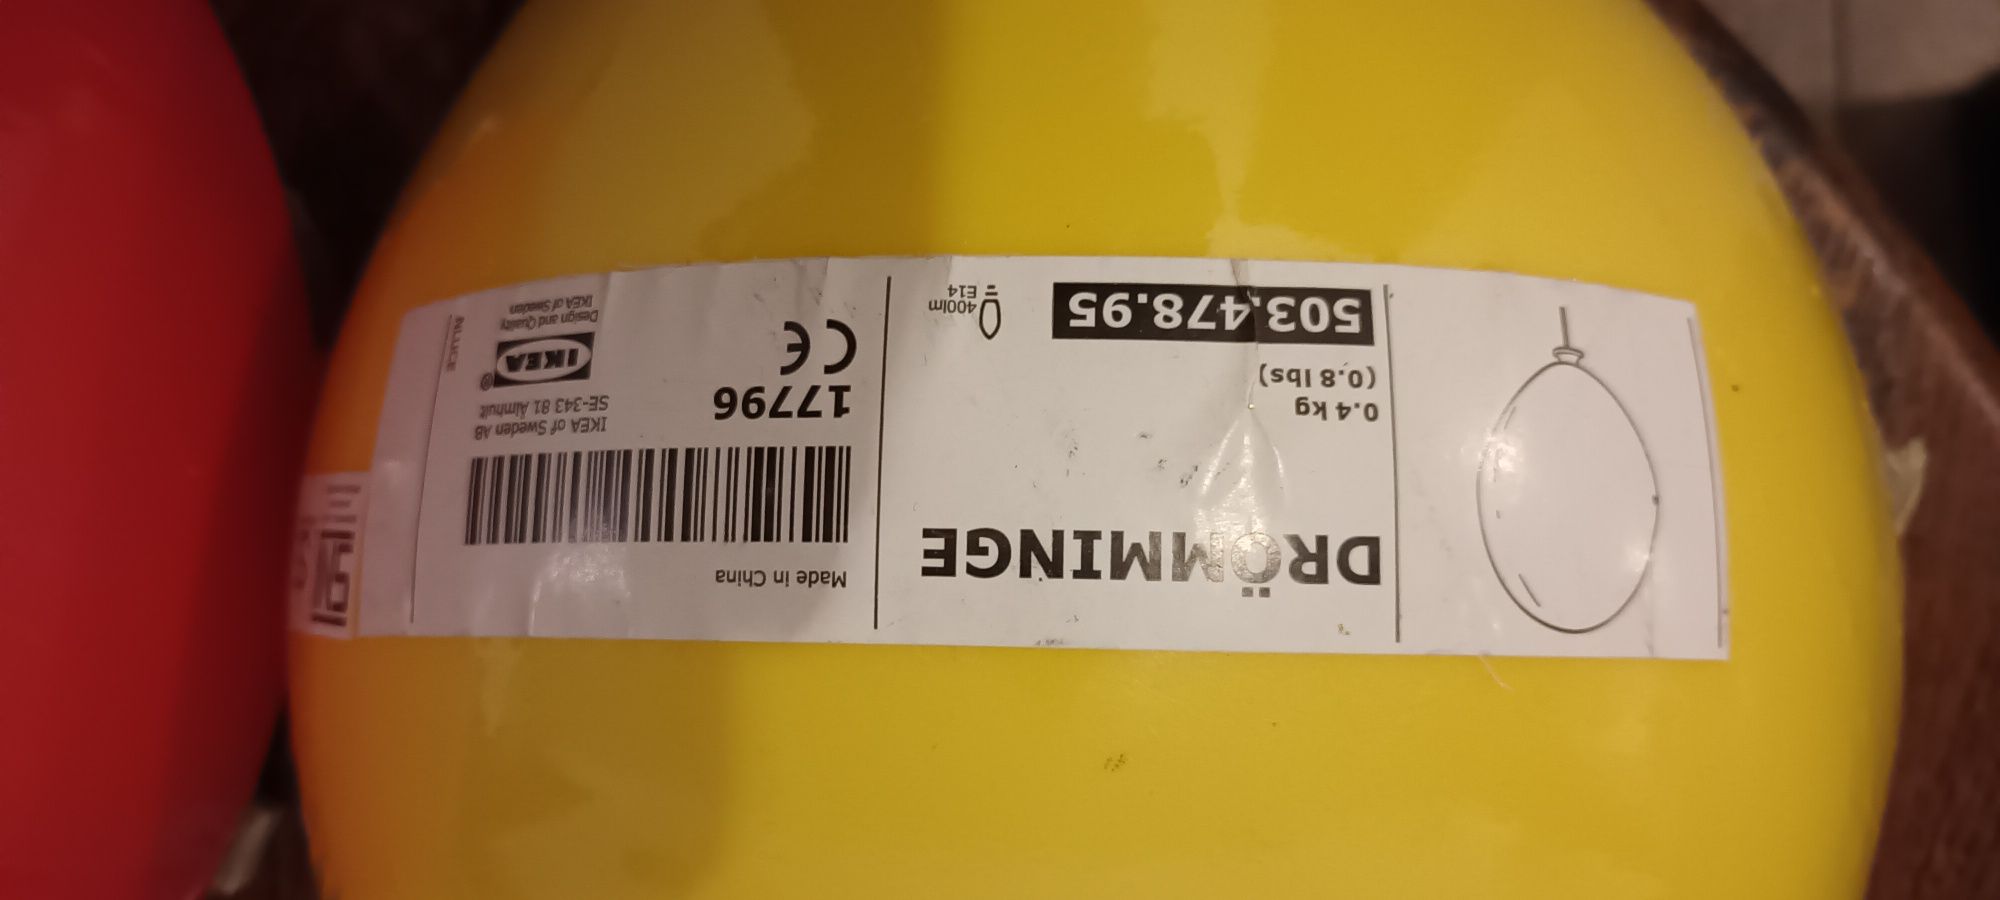 DRÖMMINGE
0.4 kg
(0,8 lbs)
503.478.95
400lm
E14
Made in China
17796
CE
IKEA of Sweden AB
SE-343 81 Älmhult
IKEA®
Design and Quality
IKEA of Sweden